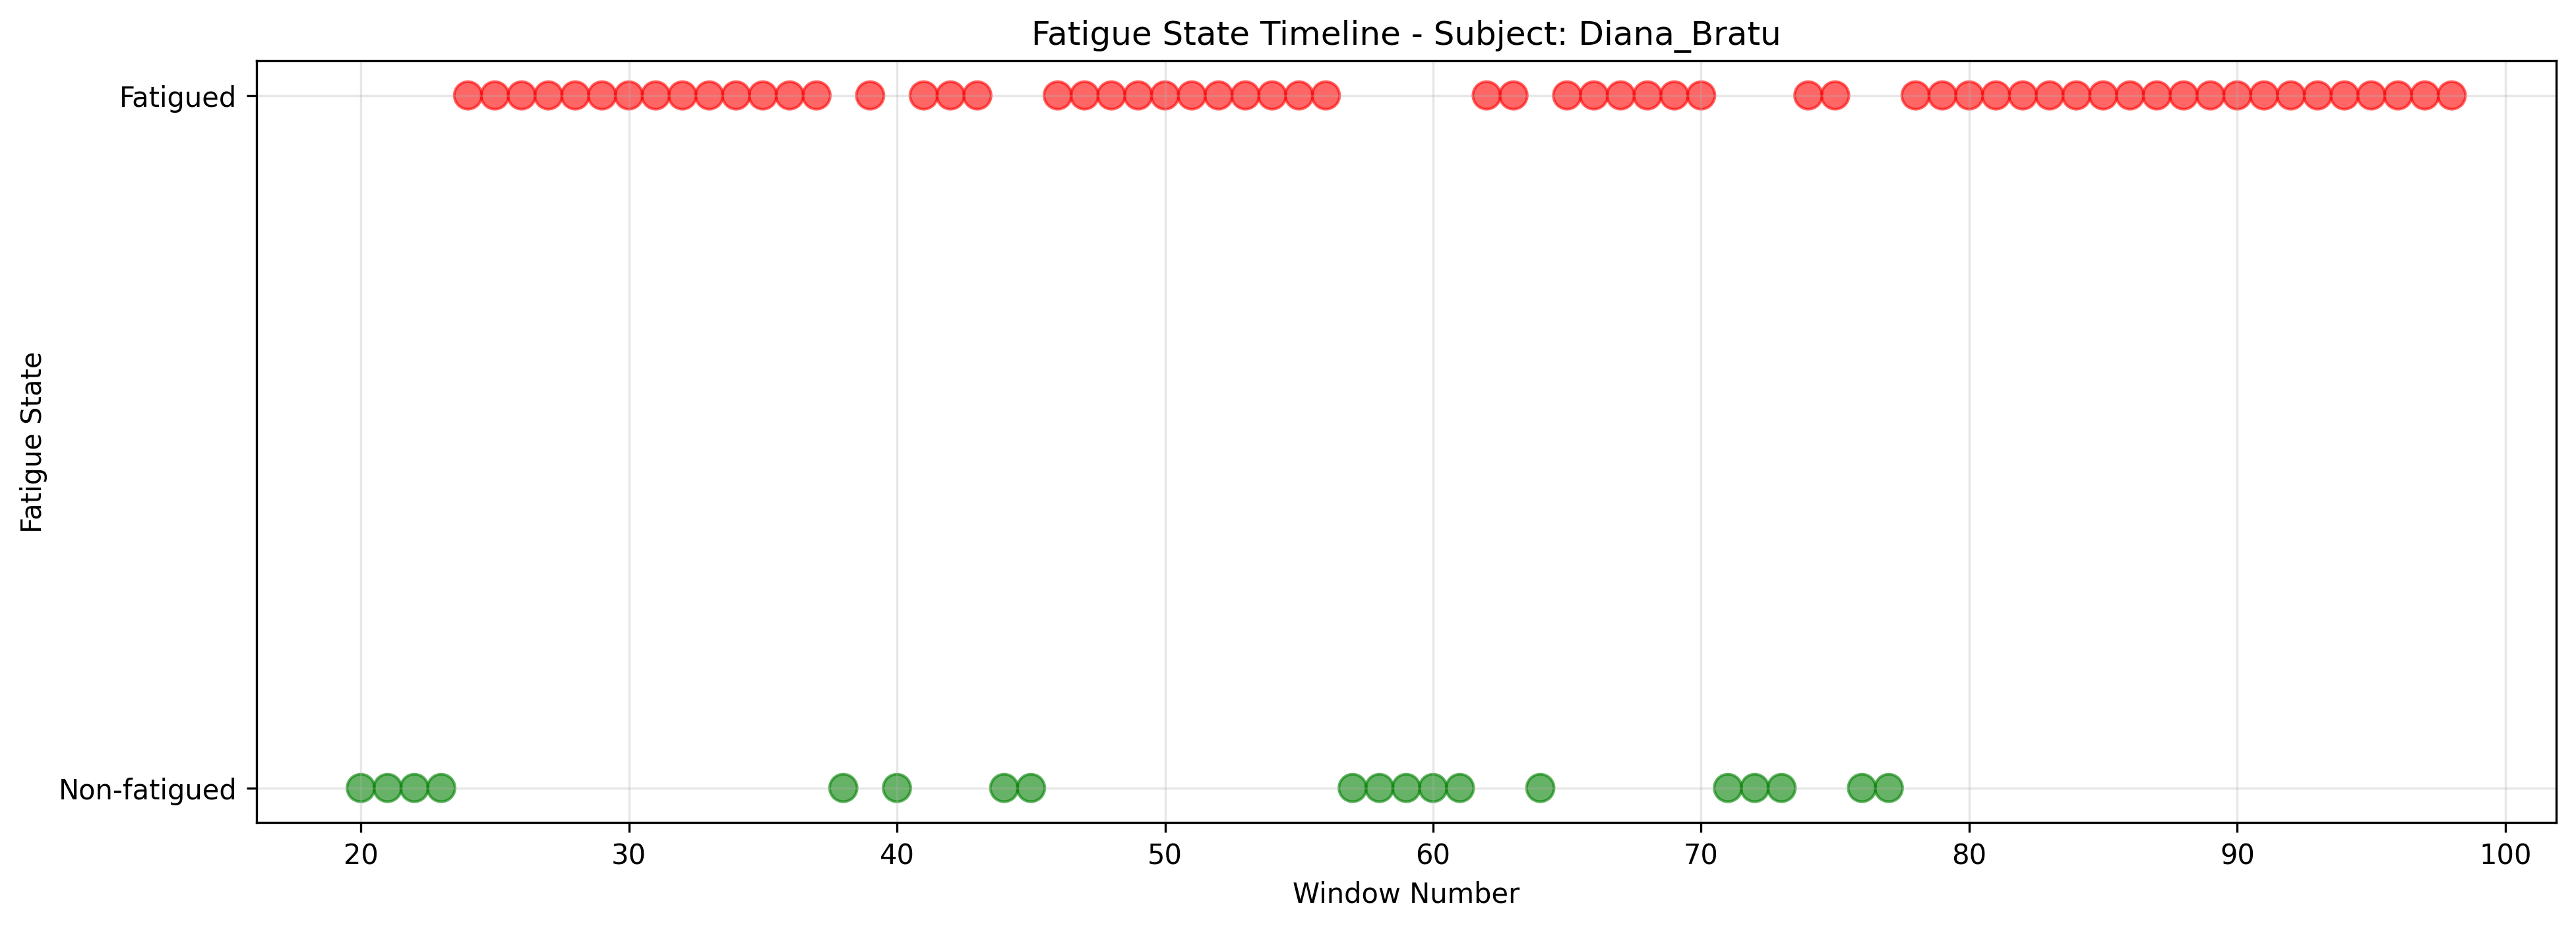 Fatigue State Timeline - Subject: Diana_Bratu
Fatigued
Non-fatigued
Fatigue State
20 30 40 50 60 70 80 90 100
Window Number